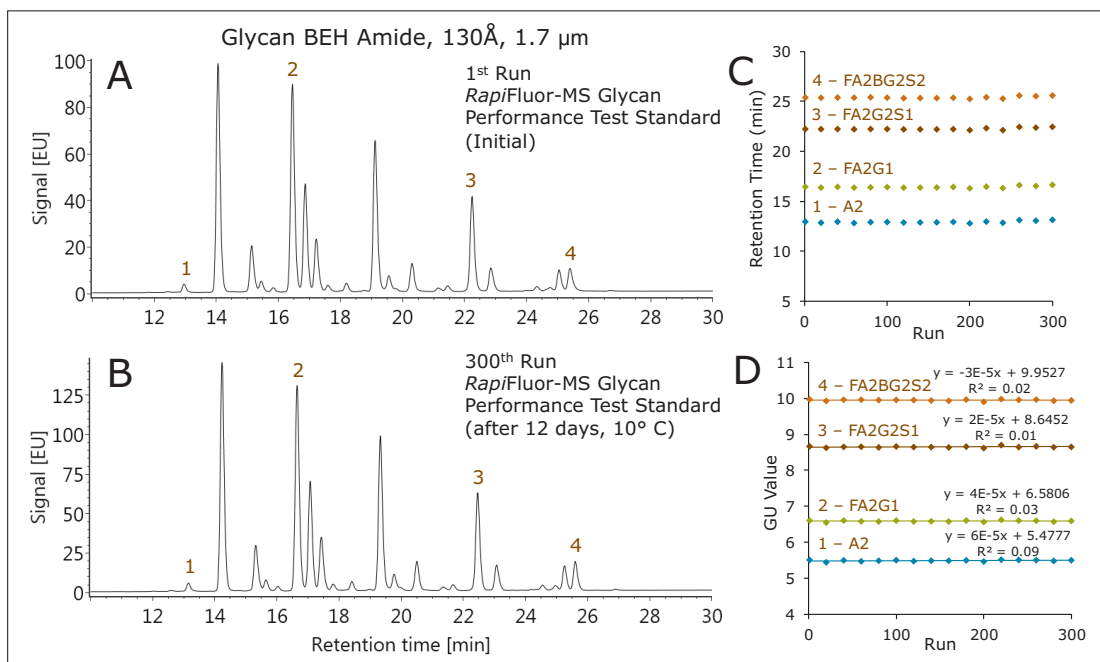 Glycan BEH Amide, 130Å, 1.7 µm
A
1st Run
RapiFluor-MS Glycan
Performance Test Standard
(Initial)
Signal [EU]
100
80
60
40
20
0
1
2
3
4
12 14 16 18 20 22 24 26 28 30
B
300th Run
RapiFluor-MS Glycan
Performance Test Standard
(after 12 days, 10° C)
Signal [EU]
125
100
75
50
25
0
1
2
3
4
12 14 16 18 20 22 24 26 28 30
Retention time [min]
C
Retention Time (min)
30
25
20
15
10
5
4 – FA2BG2S2
3 – FA2G2S1
2 – FA2G1
1 – A2
0 100 200 300
Run
D
GU Value
11
10
9
8
7
6
5
4
4 – FA2BG2S2
y = -3E-5x + 9.9527
R² = 0.02
3 – FA2G2S1
y = 2E-5x + 8.6452
R² = 0.01
2 – FA2G1
y = 4E-5x + 6.5806
R² = 0.03
1 – A2
y = 6E-5x + 5.4777
R² = 0.09
0 100 200 300
Run